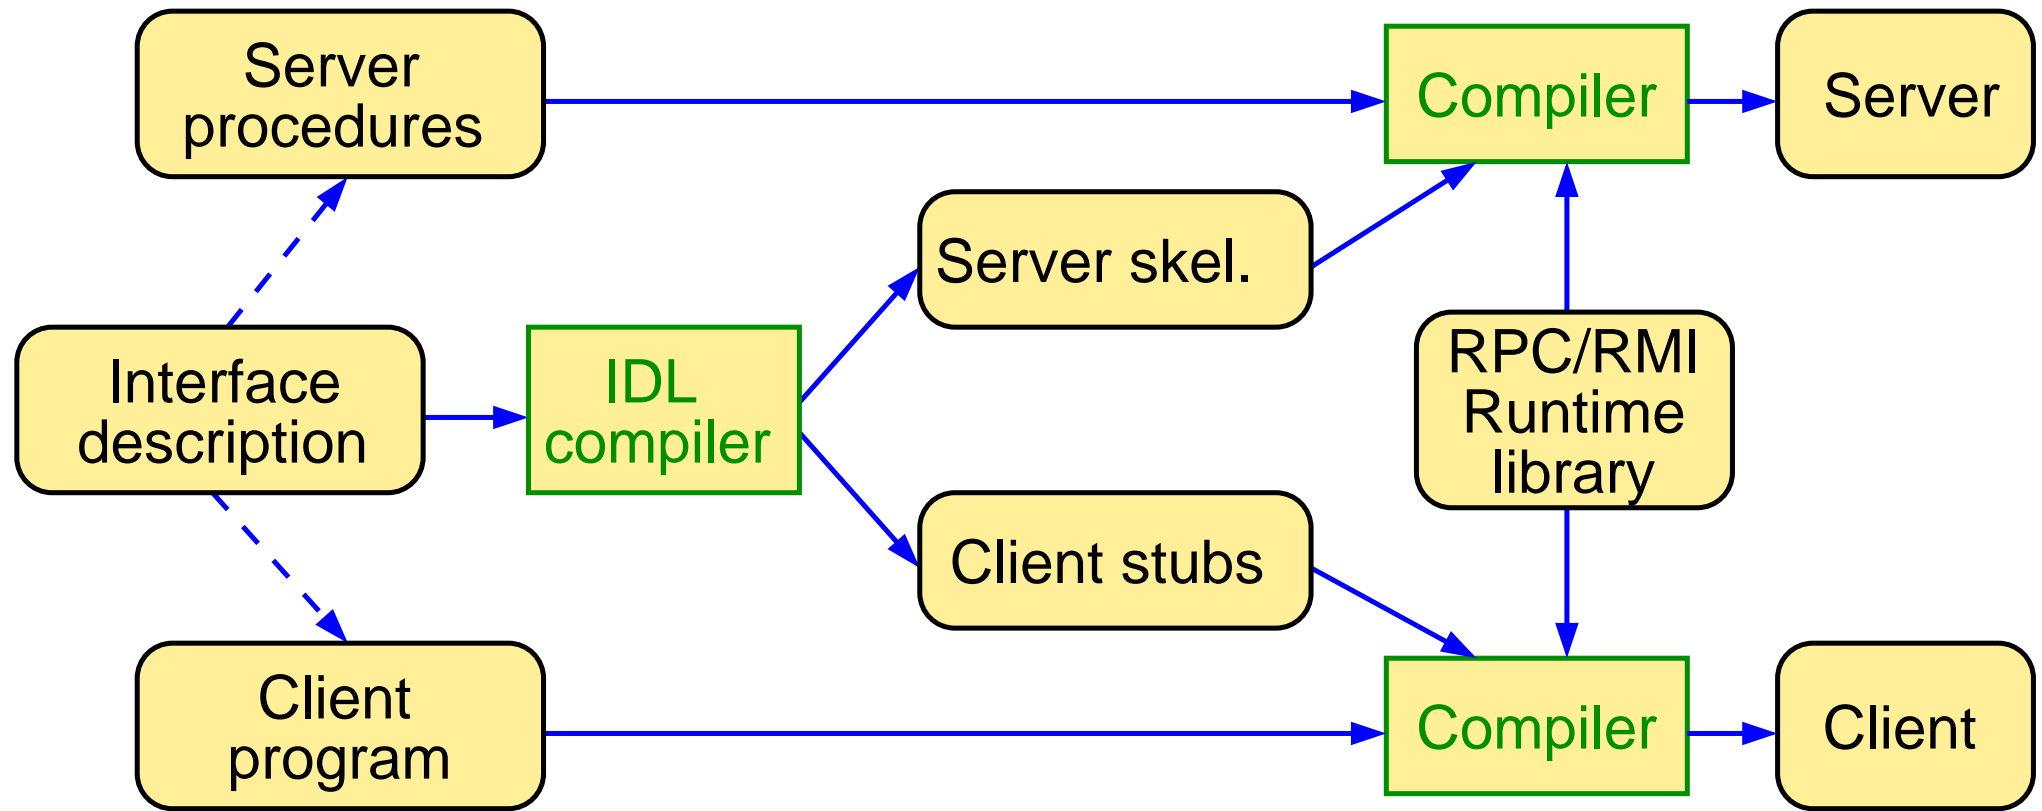 Server
procedures
Compiler
Server
Server skel.
Interface
description
IDL
compiler
RPC/RMI
Runtime
library
Client stubs
Client
program
Compiler
Client